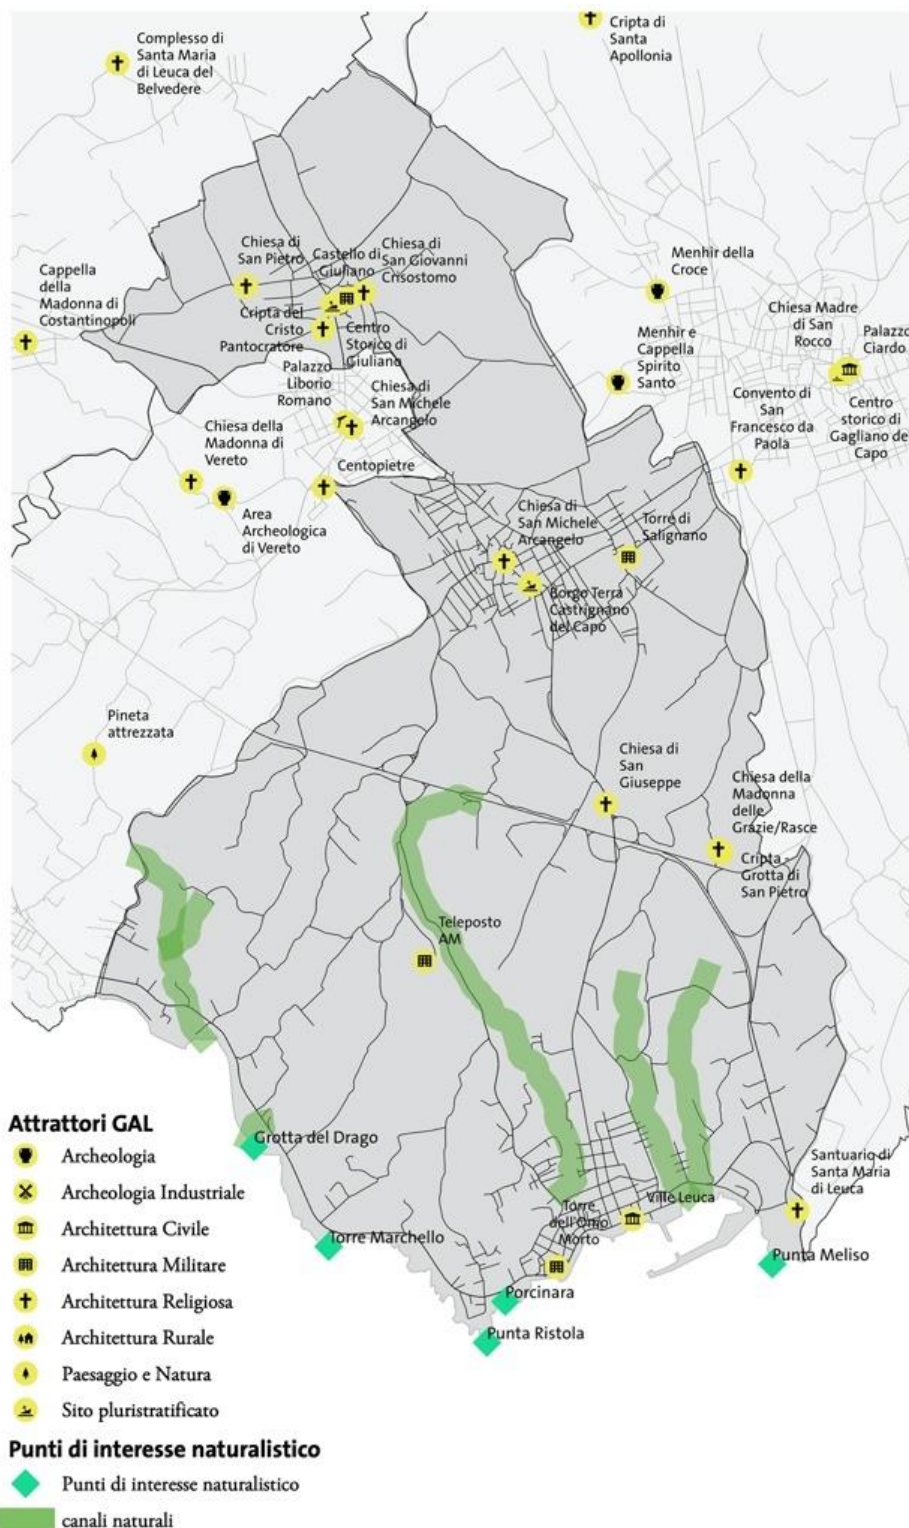 Complesso di
Santa Maria
di Leuca del
Belvedere
Cripta di
Santa
Apollonia
Chiesa di
San Pietro
Castello di
Giuliano
Chiesa di
San Giovanni
Crisostomo
Menhir della
Croce
Cappella
della
Madonna di
Costantinopoli
Cripta del
Cristo
Pantocratore
Centro
Storico di
Giuliano
Menhir e
Cappella
Spirito
Santo
Chiesa Madre
di San
Rocco
Palazzo
Ciardo
Palazzo
Liborio
Romano
Chiesa di
San Michele
Arcangelo
Convento di
San
Francesco da
Paola
Centro
storico di
Gagliano del
Capo
Chiesa della
Madonna di
Vereto
Centopietre
Area
Archeologica
di Vereto
Chiesa di
San Michele
Arcangelo
Torre di
Salignano
Borgo Terra
Castrignano
del Capo
Pineta
attrezzata
Chiesa di
San
Giuseppe
Chiesa della
Madonna
delle
Grazie/Rasce
Cripta -
Grotta di
San Pietro
Teleposto
AM
Grotta del Drago
Santuario di
Santa Maria
di Leuca
Torre
dell'Omo
Morto
Ville Leuca
Torre Marchello
Punta Meliso
Porcinara
Punta Ristola
Attrattori GAL
Archeologia
Archeologia Industriale
Architettura Civile
Architettura Militare
Architettura Religiosa
Architettura Rurale
Paesaggio e Natura
Sito pluristratificato
Punti di interesse naturalistico
Punti di interesse naturalistico
canali naturali